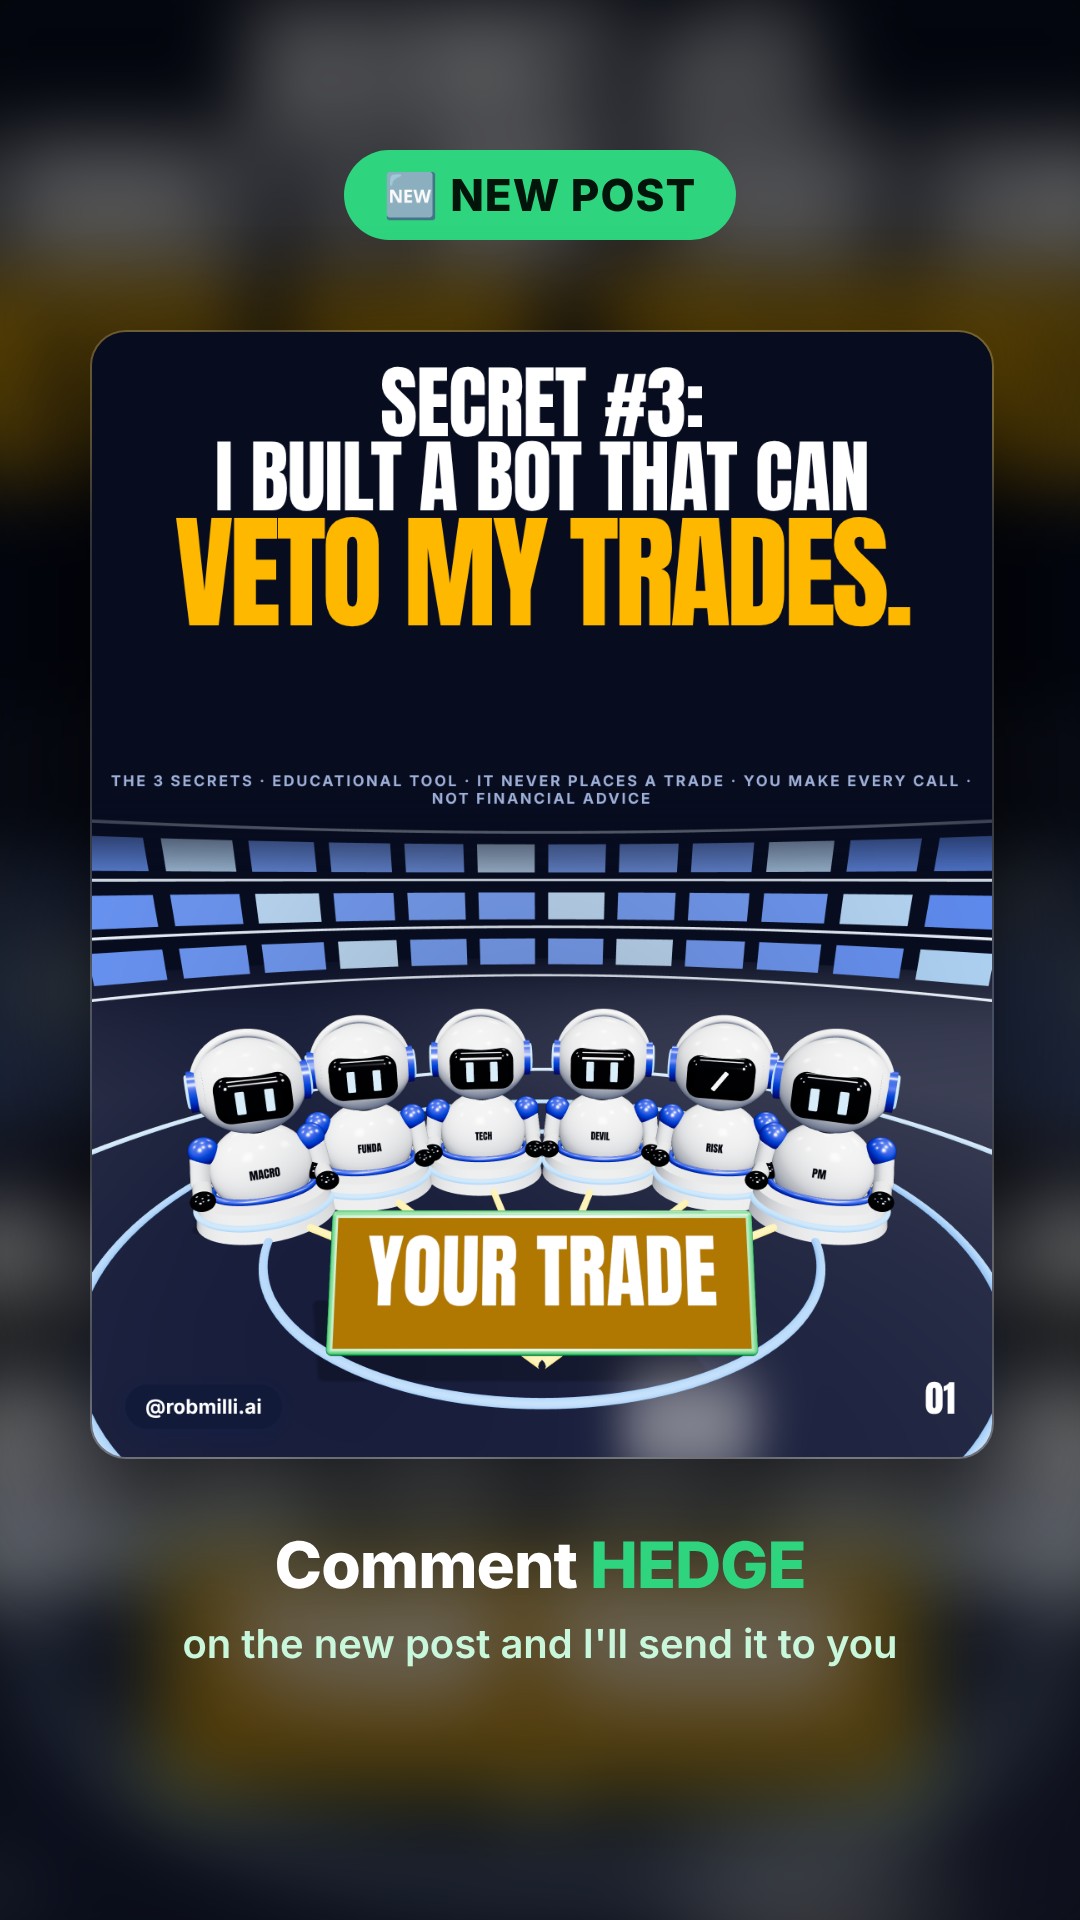 🆕 NEW POST
SECRET #3:
I BUILT A BOT THAT CAN
VETO MY TRADES.
THE 3 SECRETS · EDUCATIONAL TOOL · IT NEVER PLACES A TRADE · YOU MAKE EVERY CALL ·
NOT FINANCIAL ADVICE
MACRO
FUNDA
TECH
DEVIL
RISK
PM
YOUR TRADE
@robmilli.ai
01
Comment HEDGE
on the new post and I'll send it to you